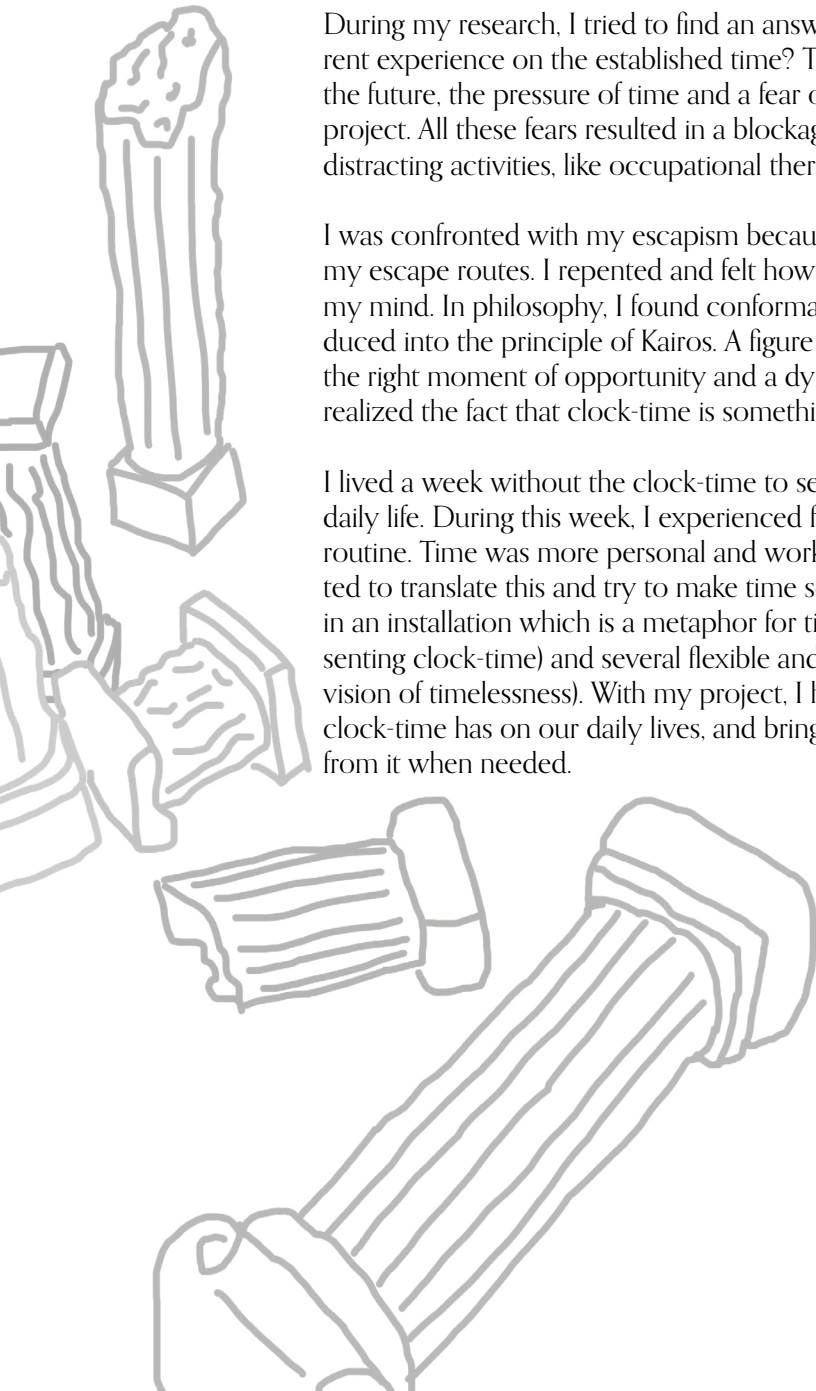 During my research, I tried to find an answ
rent experience on the established time? T
the future, the pressure of time and a fear o
project. All these fears resulted in a blockag
distracting activities, like occupational ther
I was confronted with my escapism becau
my escape routes. I repented and felt how
my mind. In philosophy, I found conforma
duced into the principle of Kairos. A figure
the right moment of opportunity and a dy
realized the fact that clock-time is somethi
I lived a week without the clock-time to se
daily life. During this week, I experienced f
routine. Time was more personal and work
ted to translate this and try to make time s
in an installation which is a metaphor for ti
senting clock-time) and several flexible and
vision of timelessness). With my project, I h
clock-time has on our daily lives, and bring
from it when needed.